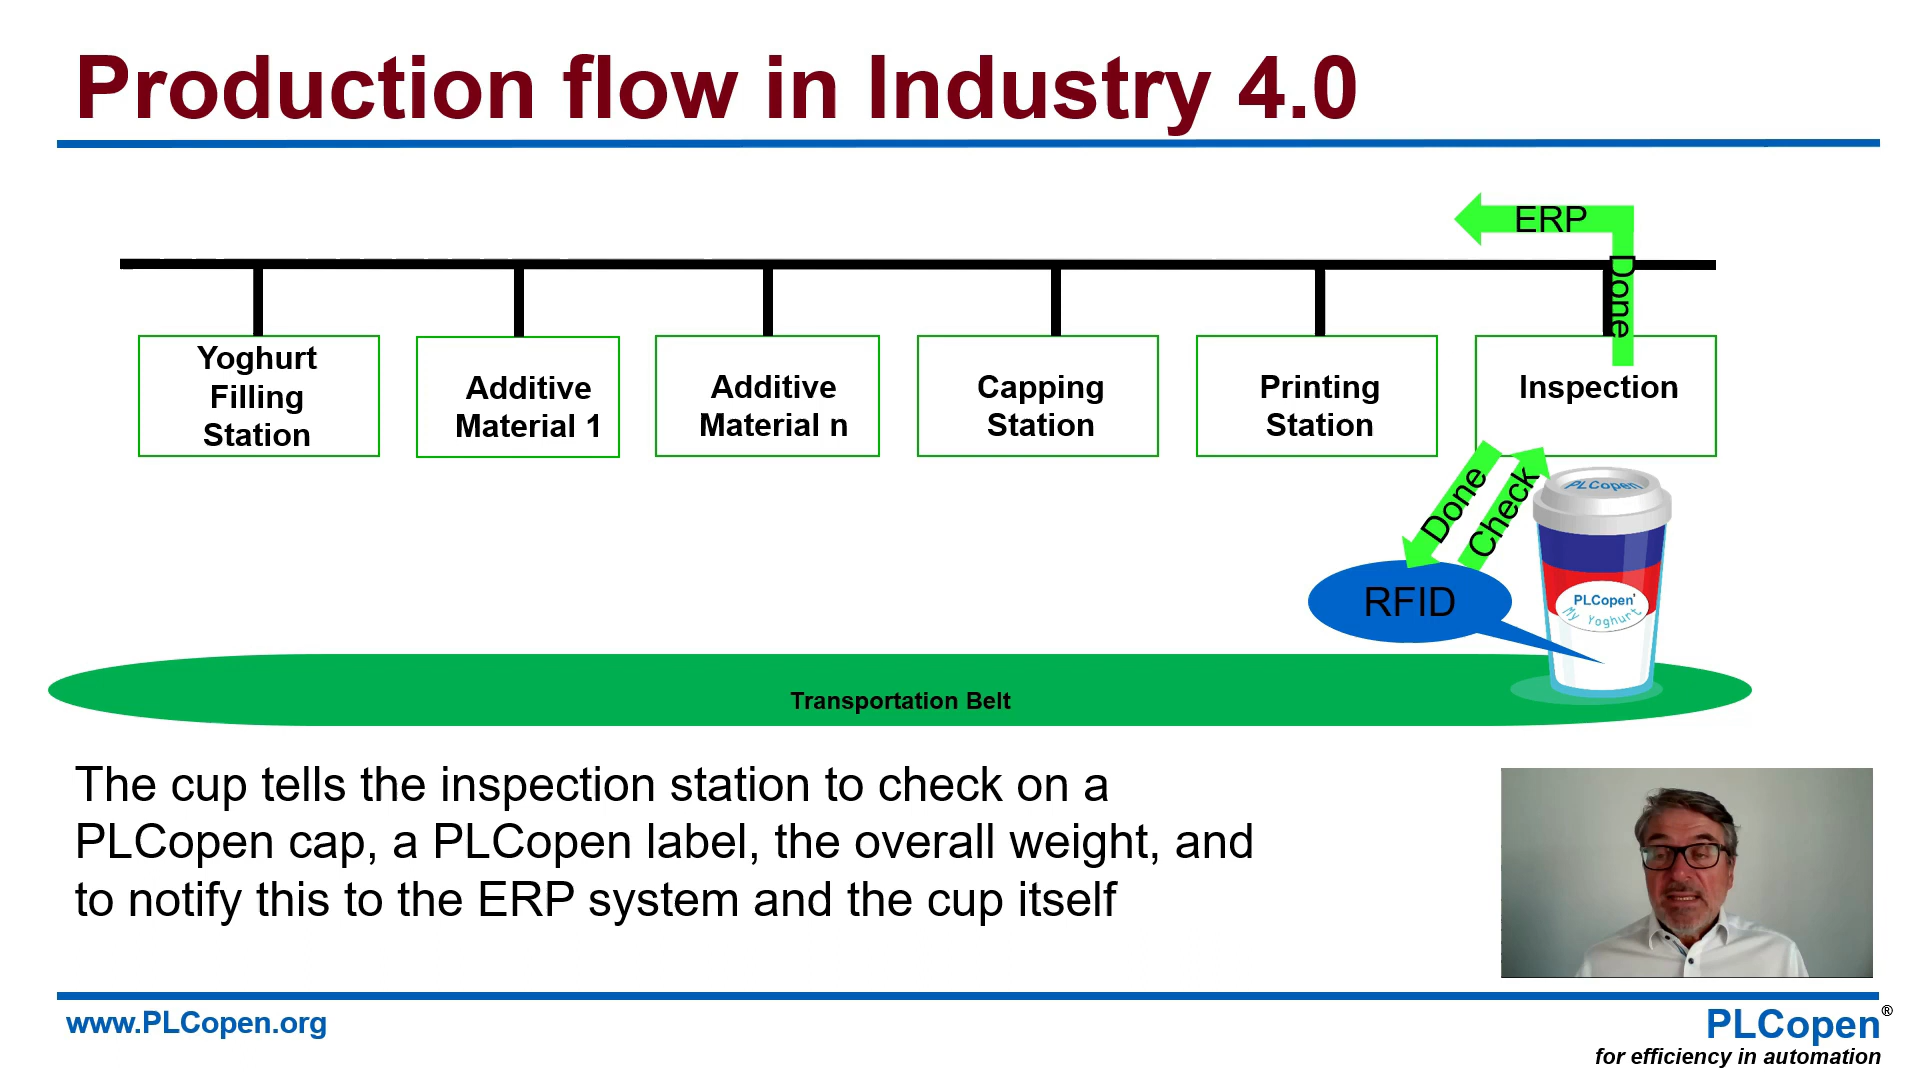 Production flow in Industry 4.0
ERP
Done
Yoghurt
Filling
Station
Additive
Material 1
Additive
Material n
Capping
Station
Printing
Station
Inspection
Done
Check
PLCopen
RFID
PLCopen
My Yoghurt
Transportation Belt
The cup tells the inspection station to check on a
PLCopen cap, a PLCopen label, the overall weight, and
to notify this to the ERP system and the cup itself
www.PLCopen.org
PLCopen®
for efficiency in automation